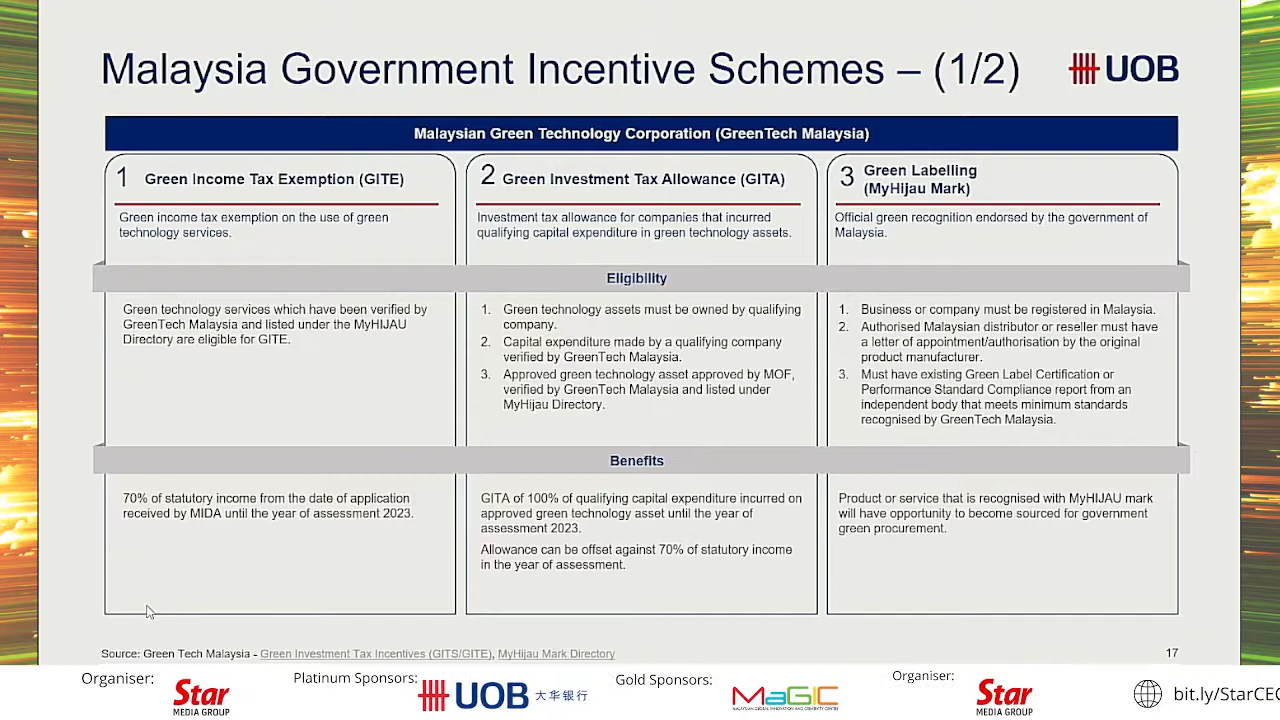 Malaysia Government Incentive Schemes – (1/2)
UOB
Malaysian Green Technology Corporation (GreenTech Malaysia)
1 Green Income Tax Exemption (GITE)
Green income tax exemption on the use of green
technology services.
2 Green Investment Tax Allowance (GITA)
Investment tax allowance for companies that incurred
qualifying capital expenditure in green technology assets.
3 Green Labelling
(MyHijau Mark)
Official green recognition endorsed by the government of
Malaysia.
Eligibility
Green technology services which have been verified by
GreenTech Malaysia and listed under the MyHIJAU
Directory are eligible for GITE.
1. Green technology assets must be owned by qualifying
company.
2. Capital expenditure made by a qualifying company
verified by GreenTech Malaysia.
3. Approved green technology asset approved by MOF,
verified by GreenTech Malaysia and listed under
MyHijau Directory.
1. Business or company must be registered in Malaysia.
2. Authorised Malaysian distributor or reseller must have
a letter of appointment/authorisation by the original
product manufacturer.
3. Must have existing Green Label Certification or
Performance Standard Compliance report from an
independent body that meets minimum standards
recognised by GreenTech Malaysia.
Benefits
70% of statutory income from the date of application
received by MIDA until the year of assessment 2023.
GITA of 100% of qualifying capital expenditure incurred on
approved green technology asset until the year of
assessment 2023.
Allowance can be offset against 70% of statutory income
in the year of assessment.
Product or service that is recognised with MyHIJAU mark
will have opportunity to become sourced for government
green procurement.
Source: Green Tech Malaysia - Green Investment Tax Incentives (GITS/GITE), MyHijau Mark Directory
17
Organiser:
Star
MEDIA GROUP
Platinum Sponsors:
UOB 大华银行
Gold Sponsors:
MaGIC
MALAYSIAN GLOBAL INNOVATION AND CREATIVITY CENTRE
Organiser:
Star
MEDIA GROUP
bit.ly/StarCEO